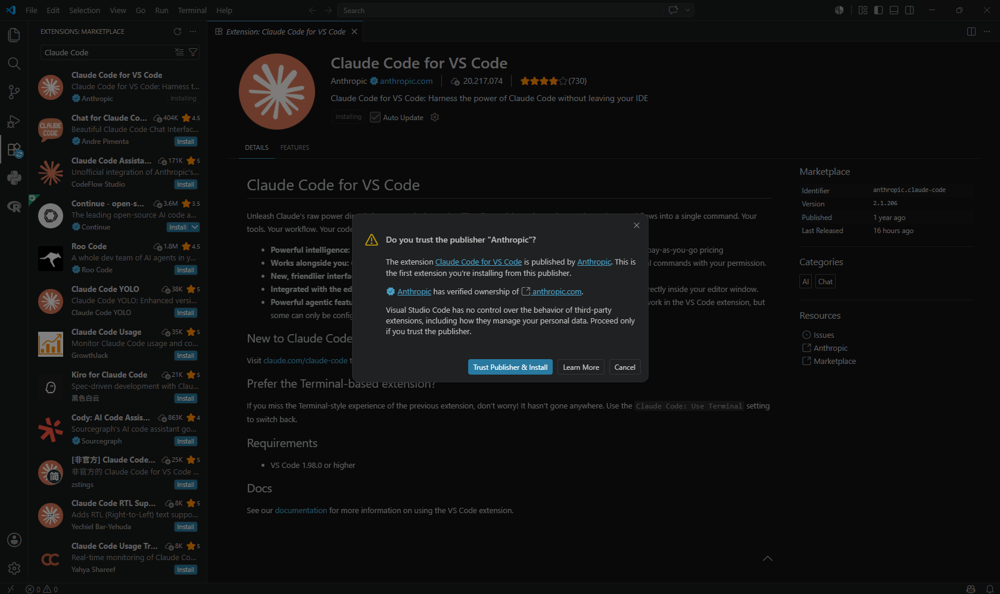 File Edit Selection View Go Run Terminal Help
Search
EXTENSIONS: MARKETPLACE
Claude Code
Claude Code for VS Code
Claude Code for VS Code: Harness t...
Anthropic Installing
Chat for Claude Co... 404K 4.5
Beautiful Claude Code Chat Interfac...
Andre Pimenta Install
Claude Code Assista... 171K 5
Unofficial integration of Anthropic's...
CodeFlow Studio Install
Continue - open-s... 3.6M 3.5
The leading open-source AI code a...
Continue Install
Roo Code 1.8M 4.5
A whole dev team of AI agents in y...
Roo Code Install
Claude Code YOLO 38K 5
Claude Code YOLO: Enhanced versi...
Claude Code YOLO Install
Claude Code Usage 35K 5
Monitor Claude Code usage and co...
GrowthJack Install
Kiro for Claude Code 21K 5
Spec-driven development with Clau...
黑色白云 Install
Cody: AI Code Assis... 863K 4
Sourcegraph's AI code assistant go...
Sourcegraph Install
[非官方] Claude Code... 25K 5
非官方的 Claude Code for VS Code ...
zstings Install
Claude Code RTL Sup... 8K 5
Adds RTL (Right-to-Left) text suppo...
Yechiel Bar-Yehuda Install
Claude Code Usage Tr... 8K 5
Real-time monitoring of Claude Co...
Yahya Shareef Install
CLAUDE
CODE
简
CC
Extension: Claude Code for VS Code
Claude Code for VS Code
Anthropic anthropic.com 20,217,074 (730)
Claude Code for VS Code: Harness the power of Claude Code without leaving your IDE
Installing Auto Update
DETAILS FEATURES
Claude Code for VS Code
Unleash Claude's raw power ows into a single command. Your
tools. Your workflow. Your
Powerful intelligence: pay-as-you-go pricing
Works alongside you: commands with your permission.
New, friendlier
Integrated with the directly inside your editor window.
Powerful agentic work in the VS Code extension, but
some can only be
New to Claude Code
Visit claude.com/claude-code
Prefer the Terminal-based extension?
If you miss the Terminal-style experience of the previous extension, don't worry! It hasn't gone anywhere. Use the Claude Code: Use Terminal setting
to switch back.
Requirements
VS Code 1.98.0 or higher
Docs
See our documentation for more information on using the VS Code extension.
Marketplace
Identifier anthropic.claude-code
Version 2.1.206
Published 1 year ago
Last Released 16 hours ago
Categories
AI Chat
Resources
Issues
Anthropic
Marketplace
Do you trust the publisher "Anthropic"?
The extension Claude Code for VS Code is published by Anthropic. This is
the first extension you're installing from this publisher.
Anthropic has verified ownership of anthropic.com.
Visual Studio Code has no control over the behavior of third-party
extensions, including how they manage your personal data. Proceed only
if you trust the publisher.
Trust Publisher & Install Learn More Cancel
0 0